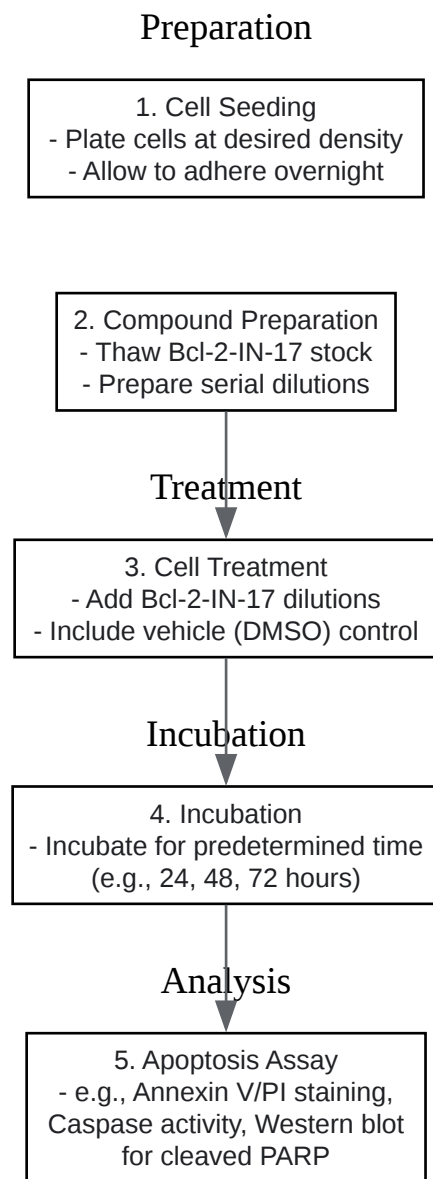 Preparation
1. Cell Seeding
- Plate cells at desired density
- Allow to adhere overnight
2. Compound Preparation
- Thaw Bcl-2-IN-17 stock
- Prepare serial dilutions
Treatment
3. Cell Treatment
- Add Bcl-2-IN-17 dilutions
- Include vehicle (DMSO) control
Incubation
4. Incubation
- Incubate for predetermined time
(e.g., 24, 48, 72 hours)
Analysis
5. Apoptosis Assay
- e.g., Annexin V/PI staining,
Caspase activity, Western blot
for cleaved PARP